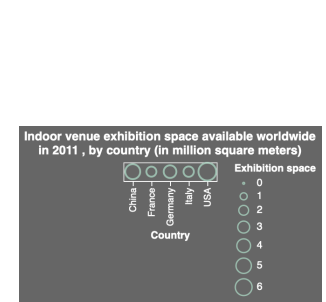 Indoor venue exhibition space available worldwide
in 2011 , by country (in million square meters)
Exhibition space
0
1
2
3
4
5
6
China
France
Germany
Italy
USA
Country